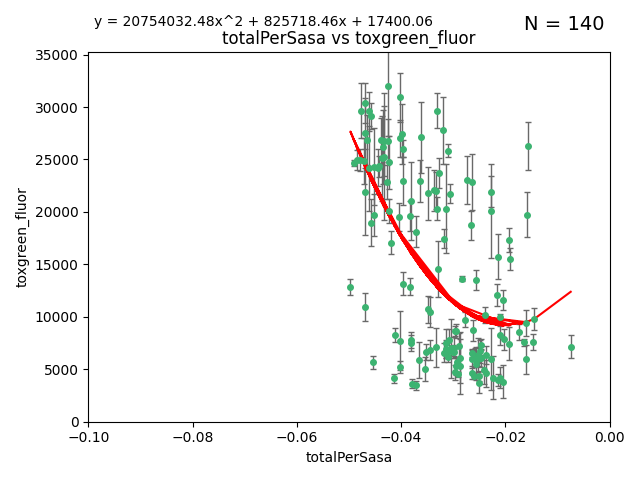 y = 20754032.48x^2 + 825718.46x + 17400.06
N = 140
totalPerSasa vs toxgreen_fluor
35000
30000
25000
20000
15000
10000
5000
0
toxgreen_fluor
−0.10 −0.08 −0.06 −0.04 −0.02 0.00
totalPerSasa